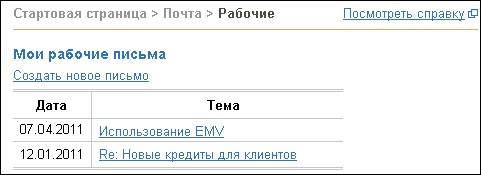 Стартовая страница > Почта > Рабочие Посмотреть справку
Мои рабочие письма
Создать новое письмо
Дата Тема
07.04.2011 Использование EMV
12.01.2011 Re: Новые кредиты для клиентов